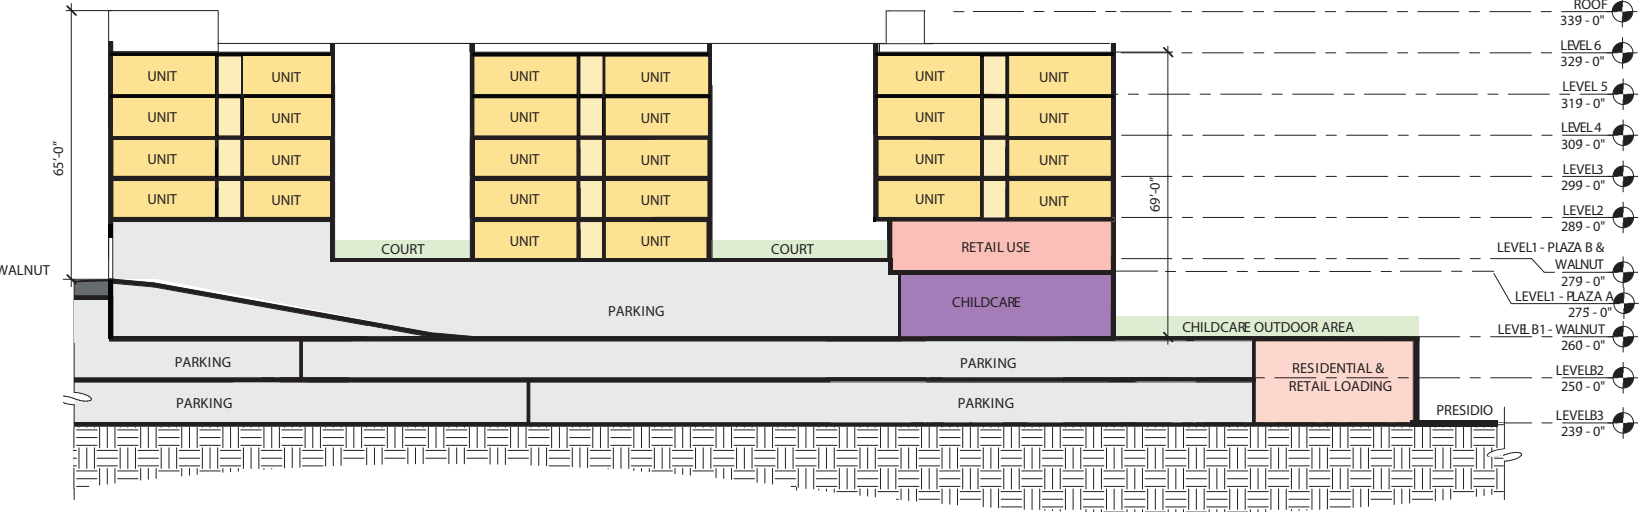 ROOF
339 - 0"
65'-0"
UNIT UNIT UNIT UNIT UNIT UNIT
LEVEL 6
329 - 0"
UNIT UNIT UNIT UNIT UNIT UNIT
LEVEL 5
319 - 0"
UNIT UNIT UNIT UNIT UNIT UNIT
LEVEL 4
309 - 0"
UNIT UNIT UNIT UNIT UNIT UNIT
LEVEL3
299 - 0"
69'-0"
LEVEL2
289 - 0"
COURT UNIT UNIT COURT RETAIL USE
LEVEL1 - PLAZA B &
WALNUT
279 - 0"
WALNUT
PARKING CHILDCARE
LEVEL1 - PLAZA A
275 - 0"
CHILDCARE OUTDOOR AREA
LEVEL B1 - WALNUT
260 - 0"
PARKING PARKING
RESIDENTIAL &
RETAIL LOADING
LEVELB2
250 - 0"
PARKING PARKING
PRESIDIO
LEVELB3
239 - 0"